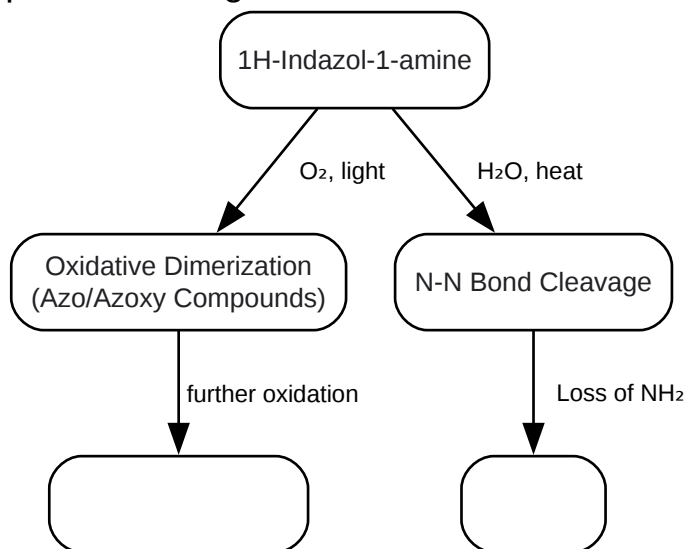 1H-Indazol-1-amine
O₂, light
H₂O, heat
Oxidative Dimerization
(Azo/Azoxy Compounds)
N-N Bond Cleavage
further oxidation
Loss of NH₂